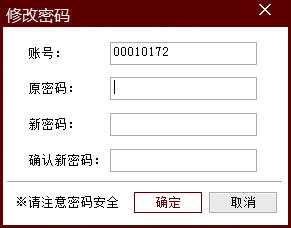 修改密码
账号： 00010172
原密码：
新密码：
确认新密码：
※请注意密码安全 确定 取消